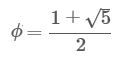 ϕ = (1 + √5) / 2